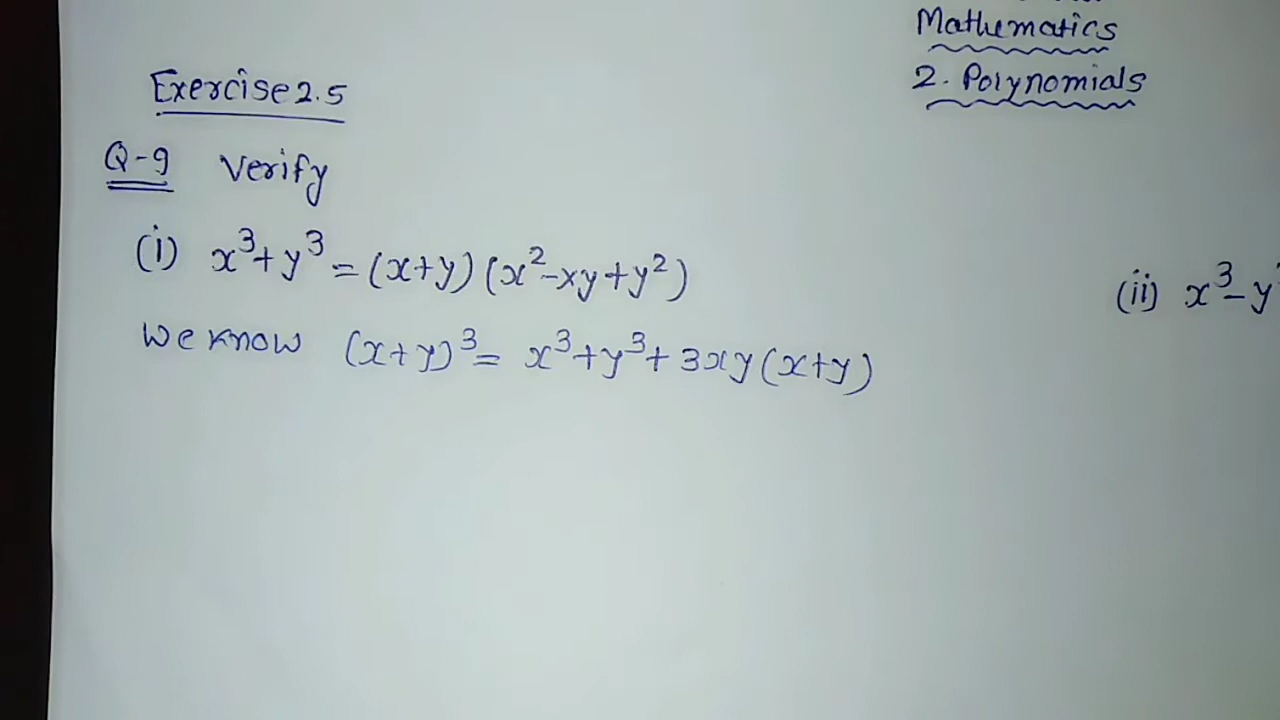 Mathematics
2. Polynomials
Exercise 2.5
Q-9 Verify
(i) x³+y³=(x+y)(x²-xy+y²)
(ii) x³-y
We know (x+y)³= x³+y³+3xy(x+y)